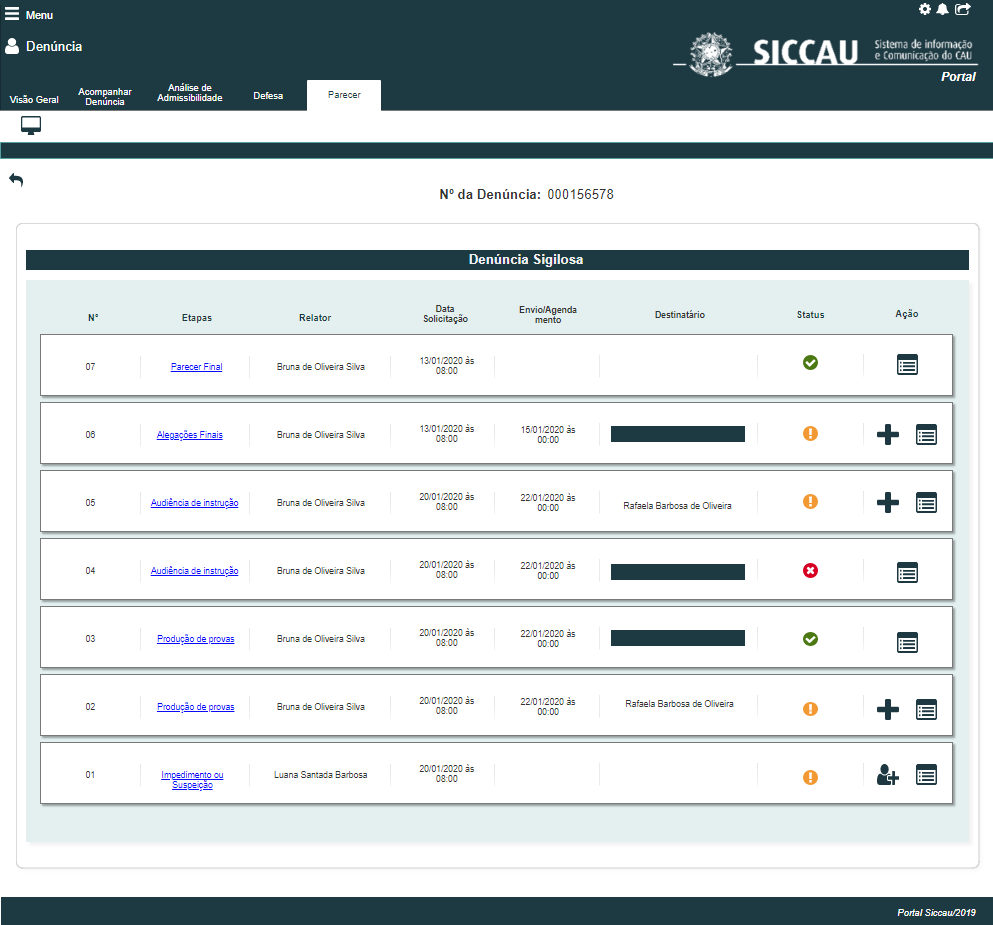 Menu
Denúncia
SICCAU
Sistema de informação
e Comunicação do CAU
Portal
Visão Geral
Acompanhar
Denúncia
Análise de
Admissibilidade
Defesa
Parecer
Nº da Denúncia: 000156578
Denúncia Sigilosa
Nº
Etapas
Relator
Data
Solicitação
Envio/Agenda
mento
Destinatário
Status
Ação
07
Parecer Final
Bruna de Oliveira Silva
13/01/2020 às
08:00
06
Alegações Finais
Bruna de Oliveira Silva
13/01/2020 às
08:00
15/01/2020 às
00:00
05
Audiência de instrução
Bruna de Oliveira Silva
20/01/2020 às
08:00
22/01/2020 às
00:00
Rafaela Barbosa de Oliveira
04
Audiência de instrução
Bruna de Oliveira Silva
20/01/2020 às
08:00
22/01/2020 às
00:00
03
Produção de provas
Bruna de Oliveira Silva
20/01/2020 às
08:00
22/01/2020 às
00:00
02
Produção de provas
Bruna de Oliveira Silva
20/01/2020 às
08:00
22/01/2020 às
00:00
Rafaela Barbosa de Oliveira
01
Impedimento ou
Suspeição
Luana Santada Barbosa
20/01/2020 às
08:00
Portal Siccau/2019